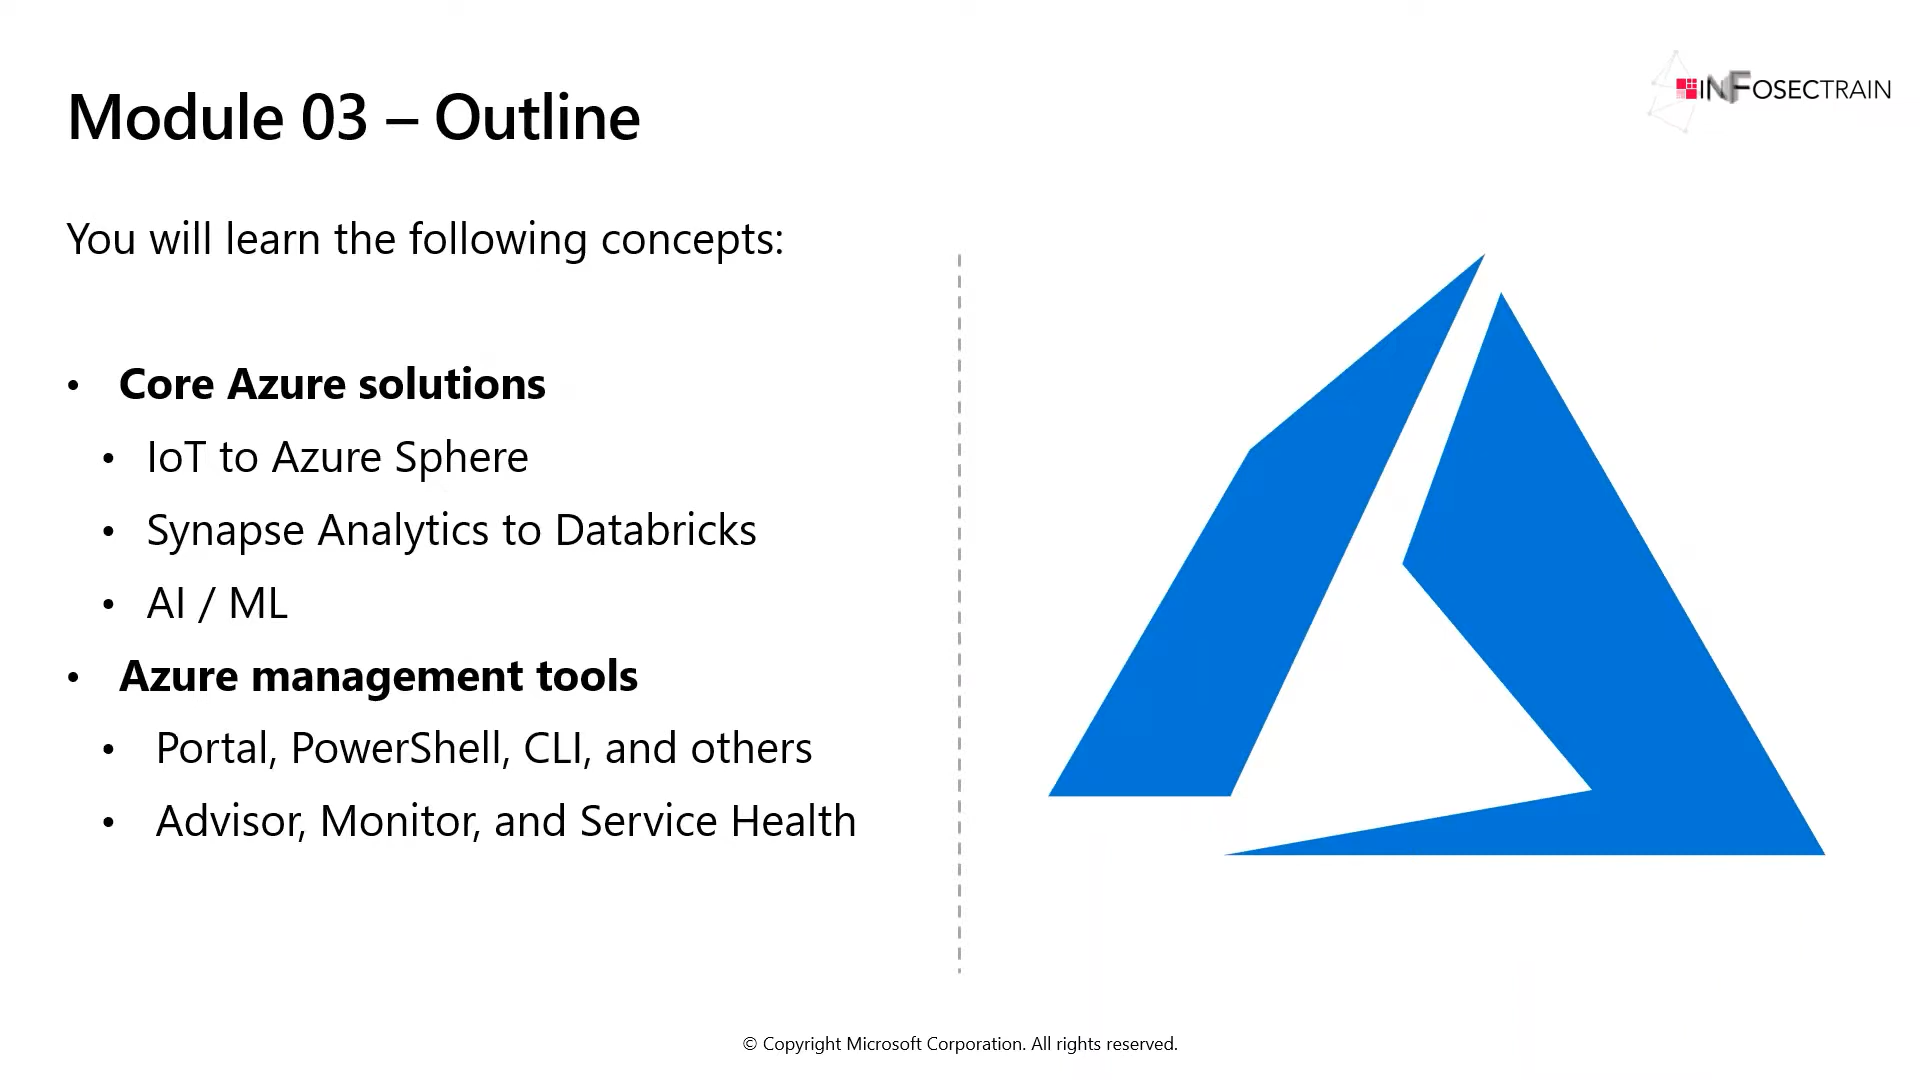 Module 03 – Outline
INFOSECTRAIN
You will learn the following concepts:
• Core Azure solutions
• IoT to Azure Sphere
• Synapse Analytics to Databricks
• AI / ML
• Azure management tools
• Portal, PowerShell, CLI, and others
• Advisor, Monitor, and Service Health
© Copyright Microsoft Corporation. All rights reserved.